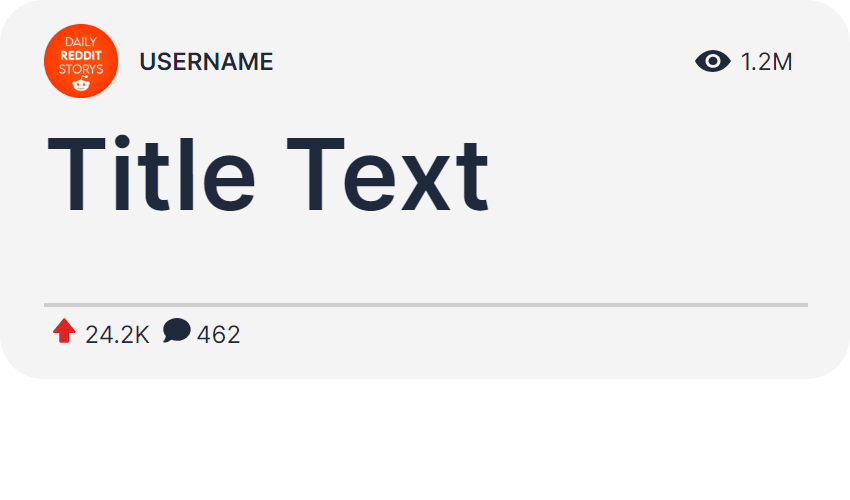 DAILY
REDDIT
STORYS
USERNAME
1.2M
Title Text
24.2K
462